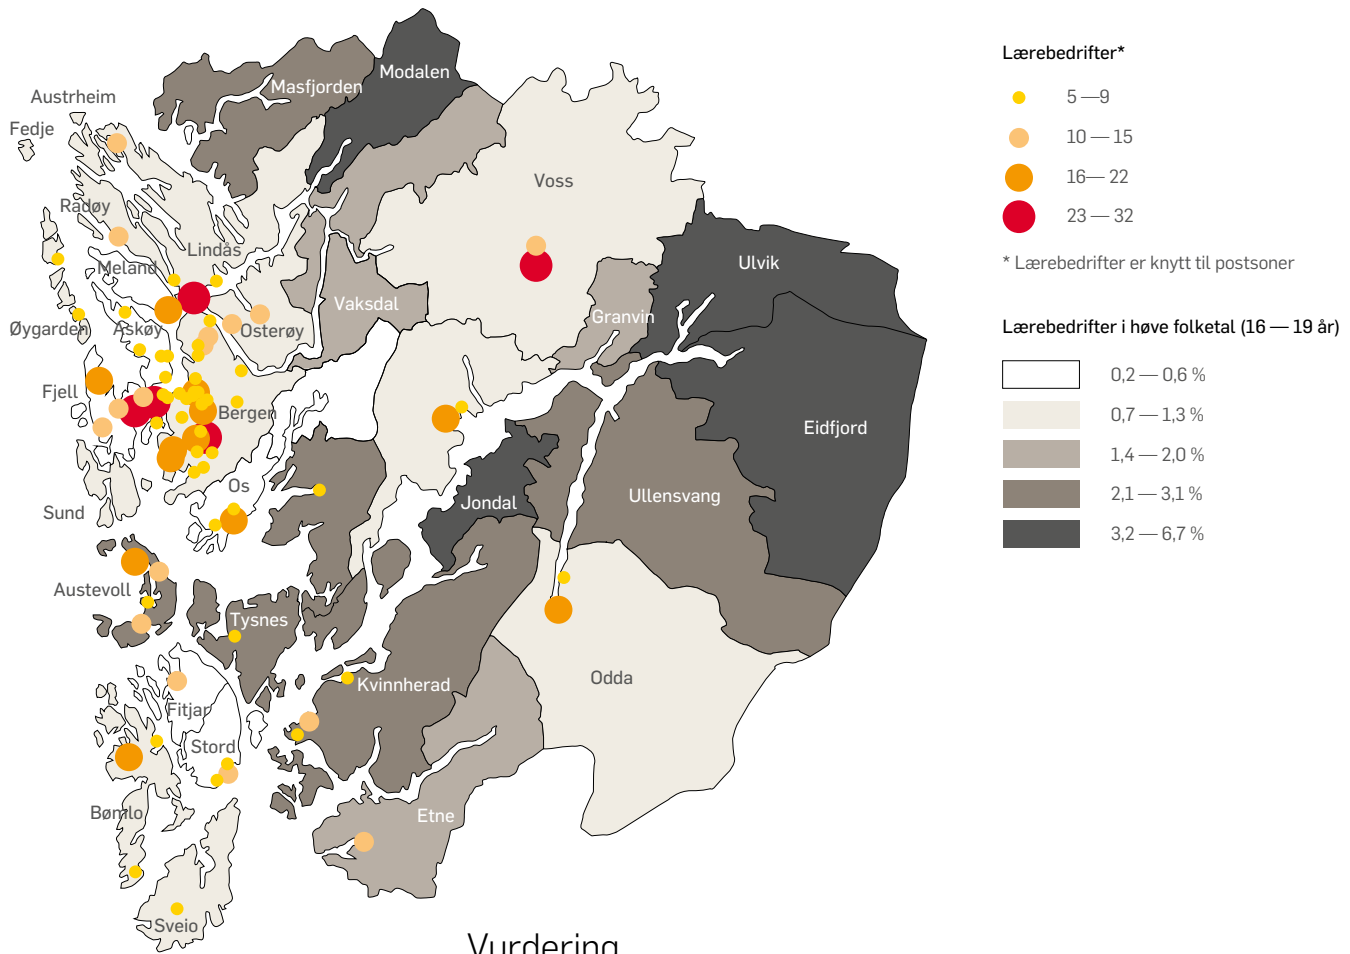 Lærebedrifter*
5 — 9
10 — 15
16 — 22
23 — 32
* Lærebedrifter er knytt til postsoner
Lærebedrifter i høve folketal (16 — 19 år)
0,2 — 0,6 %
0,7 — 1,3 %
1,4 — 2,0 %
2,1 — 3,1 %
3,2 — 6,7 %
Modalen
Masfjorden
Austrheim
Fedje
Voss
Radøy
Lindås
Meland
Ulvik
Vaksdal
Granvin
Øygarden
Askøy
Osterøy
Fjell
Bergen
Eidfjord
Os
Ullensvang
Jondal
Sund
Austevoll
Tysnes
Odda
Kvinnherad
Fitjar
Stord
Bømlo
Etne
Sveio
Vurdering